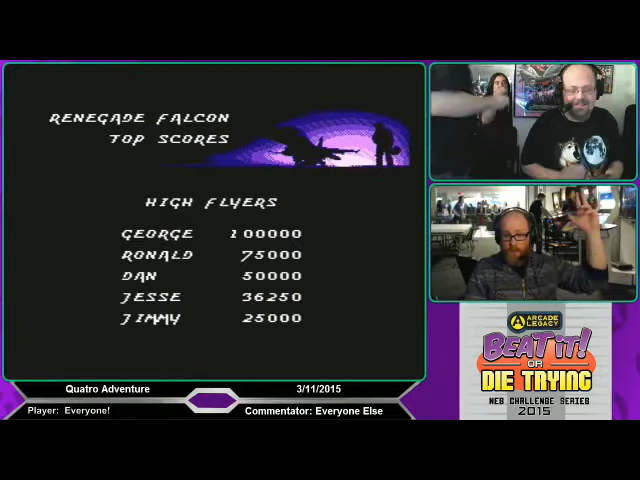 RENEGADE FALCON
TOP SCORES
HIGH FLYERS
GEORGE 100000
RONALD 75000
DAN 50000
JESSE 36250
JIMMY 25000
ARCADE
LEGACY
BEAT IT!
OR
DIE TRYING
NES CHALLENGE SERIES
2015
Quatro Adventure 3/11/2015
Player: Everyone! Commentator: Everyone Else